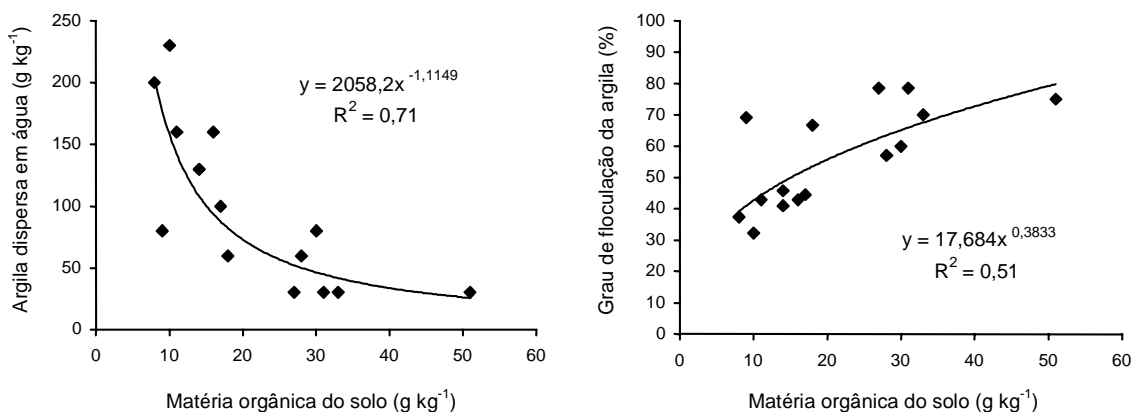 Argila dispersa em água (g kg-1)
250
200
150
100
50
0
0 10 20 30 40 50 60
Matéria orgânica do solo (g kg-1)
y = 2058,2x-1,1149
R2 = 0,71
Grau de floculação da argila (%)
100
90
80
70
60
50
40
30
20
10
0
0 10 20 30 40 50 60
Matéria orgânica do solo (g kg-1)
y = 17,684x0,3833
R2 = 0,51